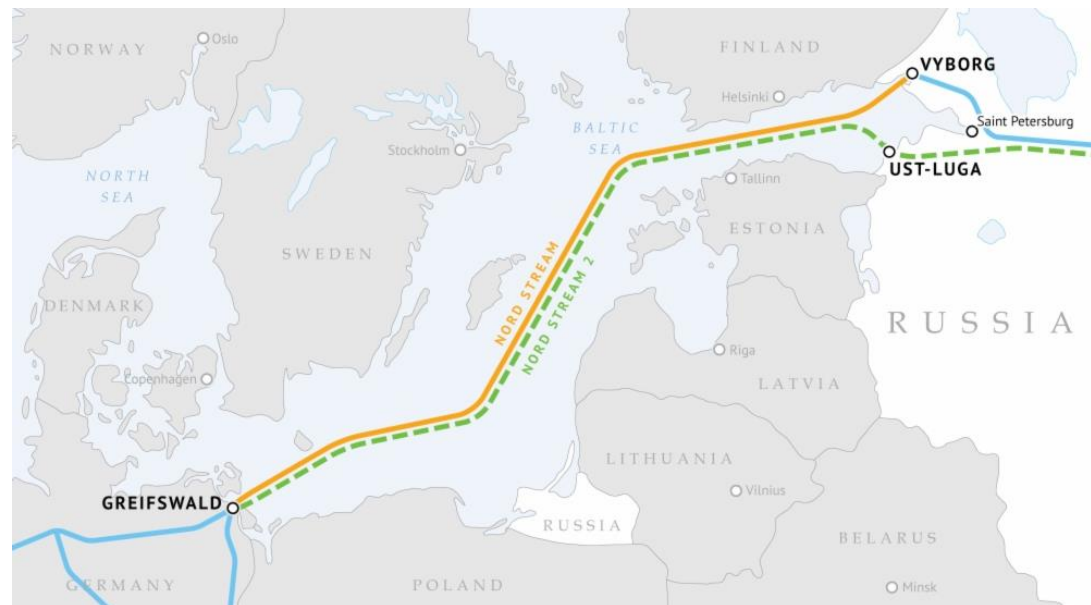 NORWAY
Oslo
FINLAND
VYBORG
Helsinki
Saint Petersburg
BALTIC
SEA
Stockholm
UST-LUGA
NORTH
SEA
Tallinn
ESTONIA
SWEDEN
NORD STREAM
NORD STREAM 2
DENMARK
RUSSIA
Riga
Copenhagen
LATVIA
LITHUANIA
Vilnius
GREIFSWALD
RUSSIA
BELARUS
GERMANY
POLAND
Minsk